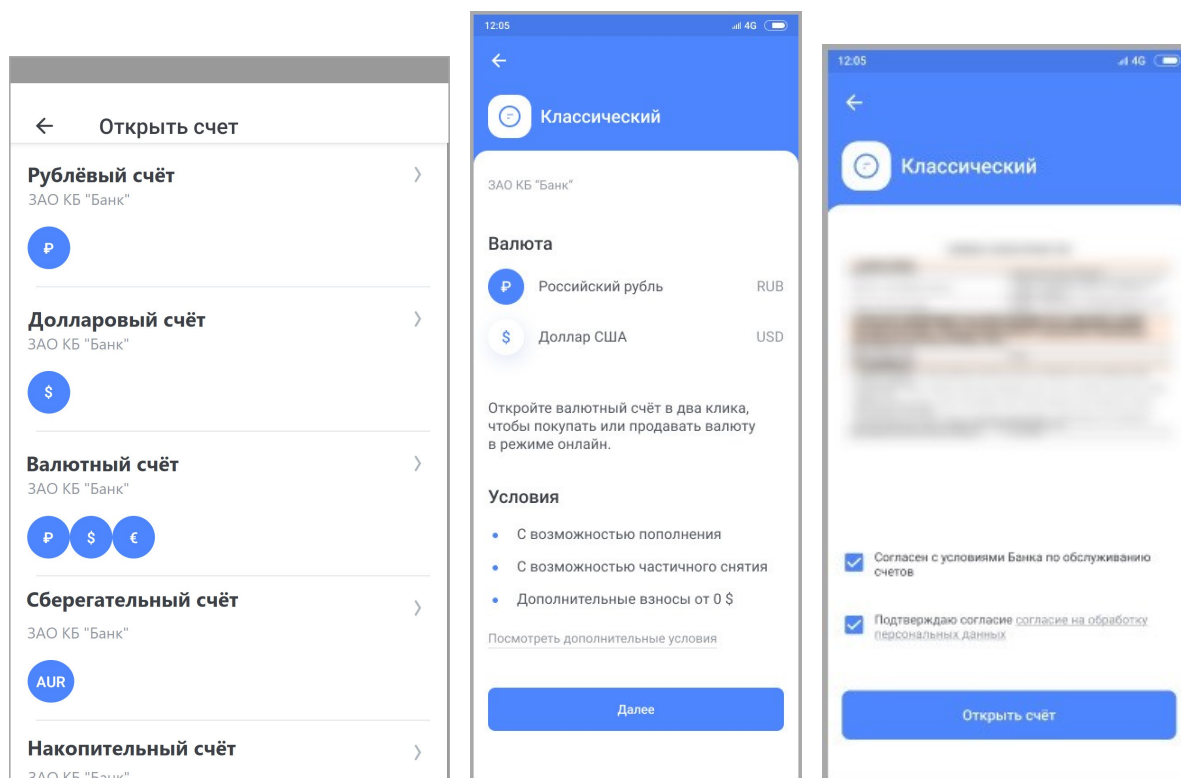 Открыть счет
Рублёвый счёт
ЗАО КБ "Банк"
₽
Долларовый счёт
ЗАО КБ "Банк"
$
Валютный счёт
ЗАО КБ "Банк"
₽ $ €
Сберегательный счёт
ЗАО КБ "Банк"
AUR
Накопительный счёт
ЗАО КБ "Банк"
12:05 4G
Классический
ЗАО КБ "Банк"
Валюта
₽ Российский рубль RUB
$ Доллар США USD
Откройте валютный счёт в два клика,
чтобы покупать или продавать валюту
в режиме онлайн.
Условия
• С возможностью пополнения
• С возможностью частичного снятия
• Дополнительные взносы от 0 $
Посмотреть дополнительные условия
Далее
12:05 4G
Классический
Согласен с условиями Банка по обслуживанию
счетов
Подтверждаю согласие согласие на обработку
персональных данных
Открыть счёт